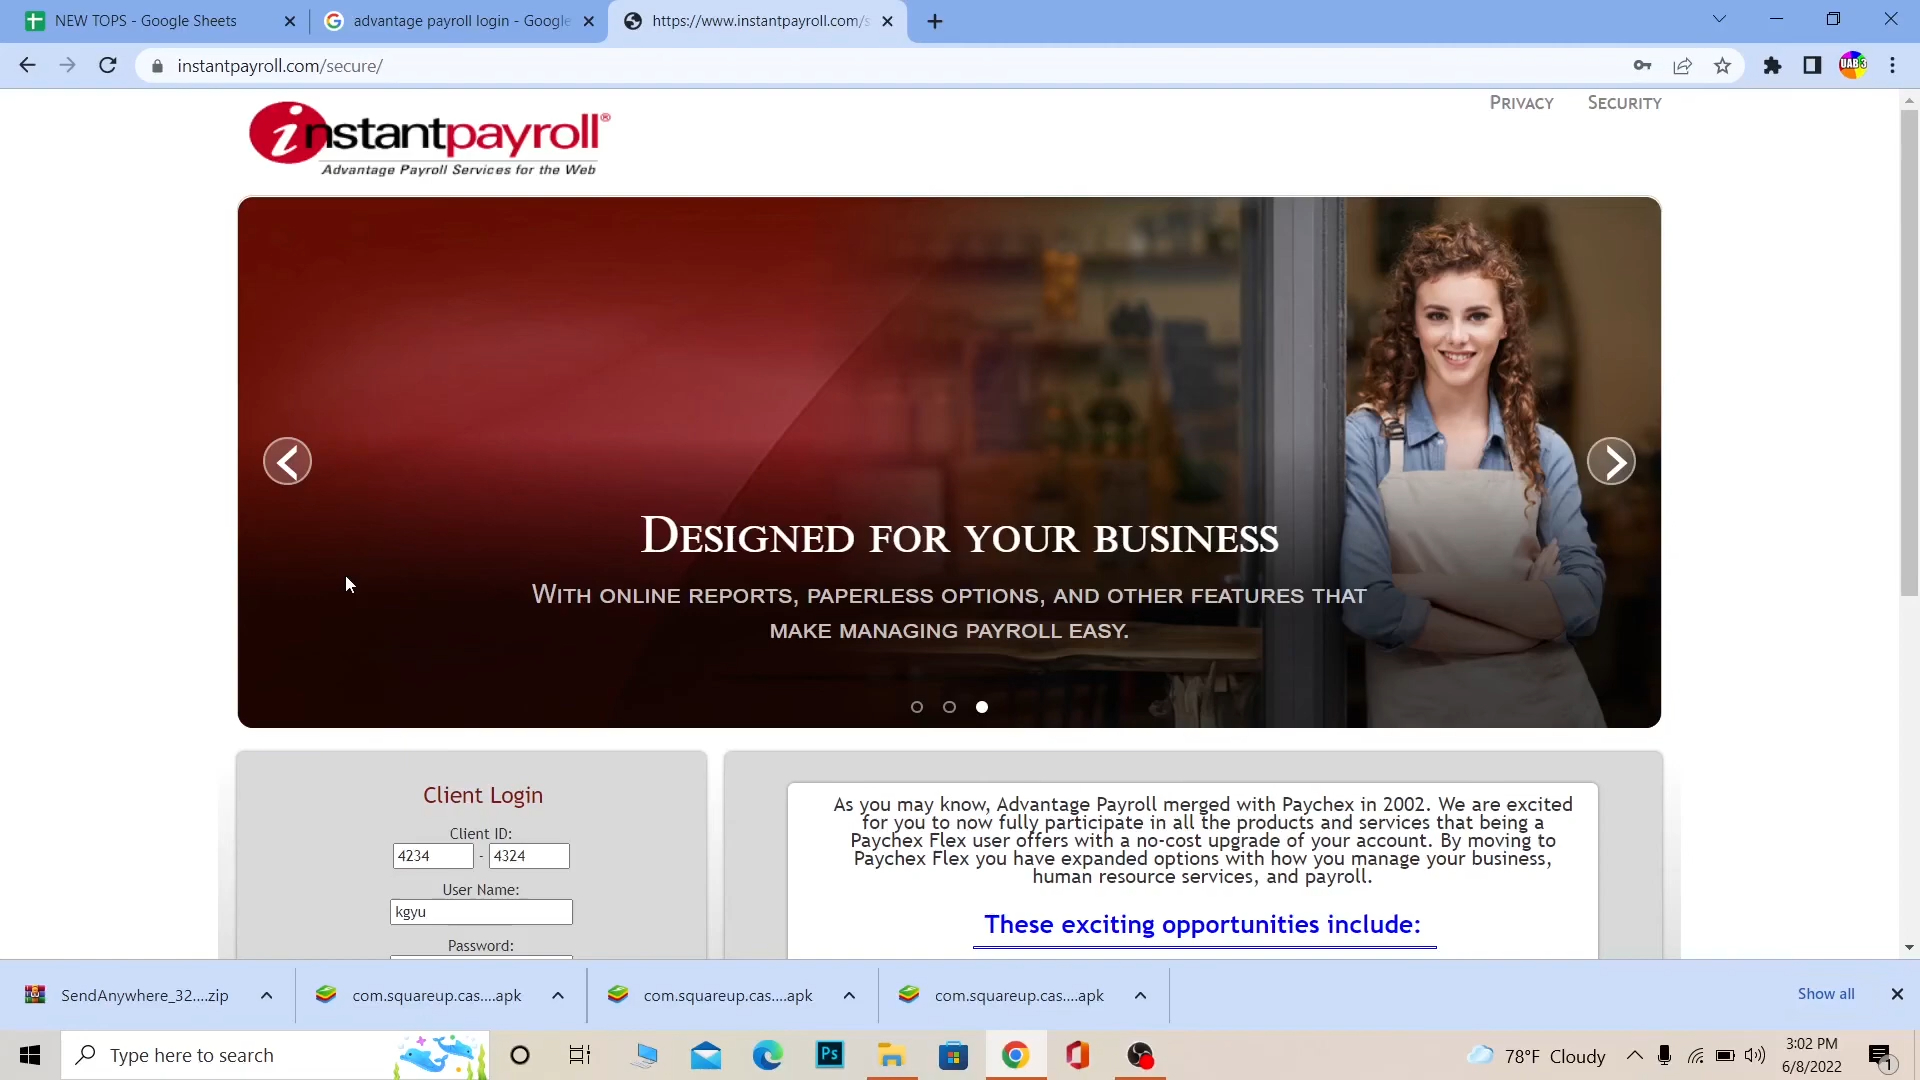 NEW TOPS - Google Sheets
advantage payroll login - Google
https://www.instantpayroll.com/s
instantpayroll.com/secure/
UAB 3
PRIVACY SECURITY
instantpayroll®
Advantage Payroll Services for the Web
DESIGNED FOR YOUR BUSINESS
WITH ONLINE REPORTS, PAPERLESS OPTIONS, AND OTHER FEATURES THAT
MAKE MANAGING PAYROLL EASY.
Client Login
Client ID:
4234 - 4324
User Name:
kgyu
Password:
As you may know, Advantage Payroll merged with Paychex in 2002. We are excited
for you to now fully participate in all the products and services that being a
Paychex Flex user offers with a no-cost upgrade of your account. By moving to
Paychex Flex you have expanded options with how you manage your business,
human resource services, and payroll.
These exciting opportunities include:
SendAnywhere_32....zip
com.squareup.cas....apk
com.squareup.cas....apk
com.squareup.cas....apk
Show all
Type here to search
Ps
78°F Cloudy
3:02 PM
6/8/2022
1